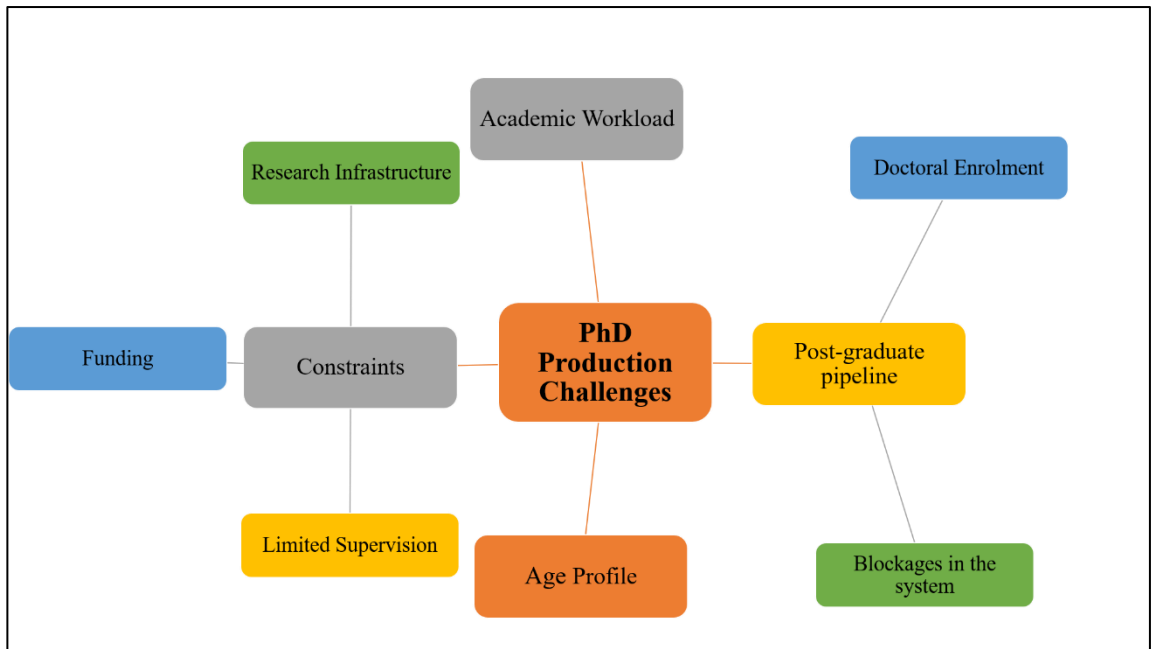 Academic Workload
Research Infrastructure
Doctoral Enrolment
PhD
Production
Challenges
Funding
Constraints
Post-graduate
pipeline
Limited Supervision
Age Profile
Blockages in the
system